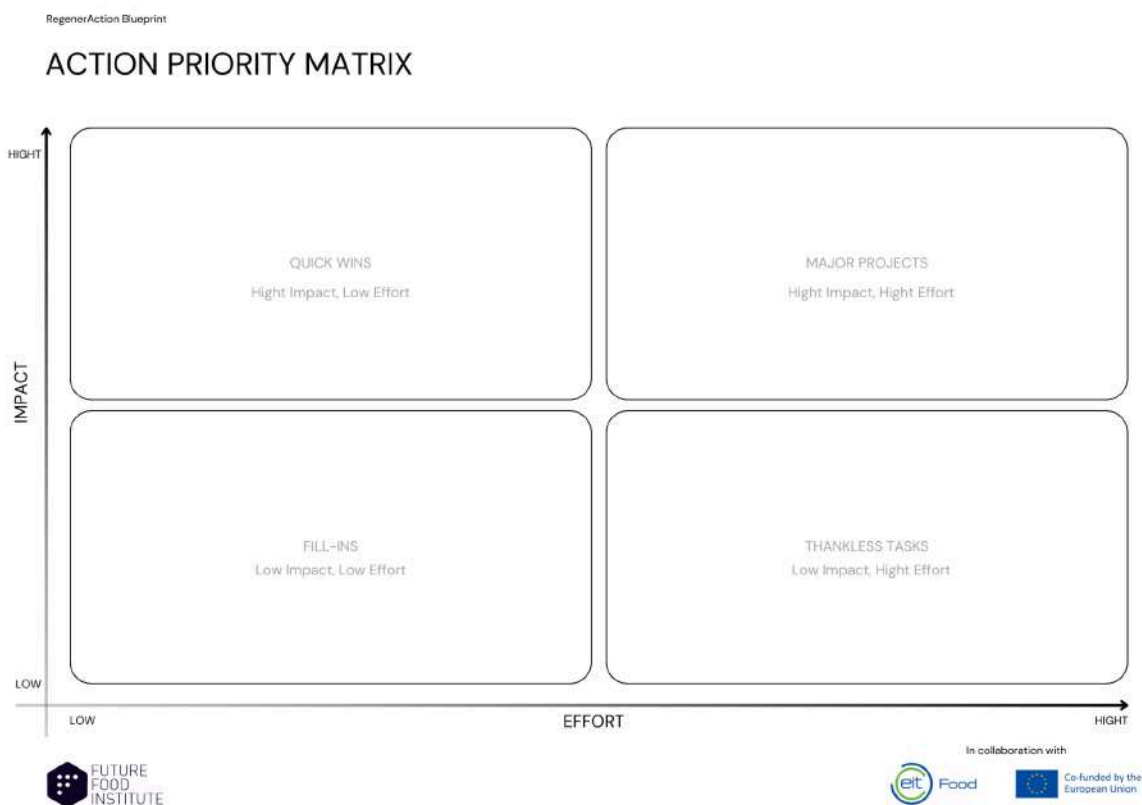 RegenerAction Blueprint
ACTION PRIORITY MATRIX
HIGHT
QUICK WINS
Hight Impact, Low Effort
MAJOR PROJECTS
Hight Impact, Hight Effort
IMPACT
FILL-INS
Low Impact, Low Effort
THANKLESS TASKS
Low Impact, Hight Effort
LOW
LOW
EFFORT
HIGHT
In collaboration with
FUTURE
FOOD
INSTITUTE
eit Food
Co-funded by the
European Union